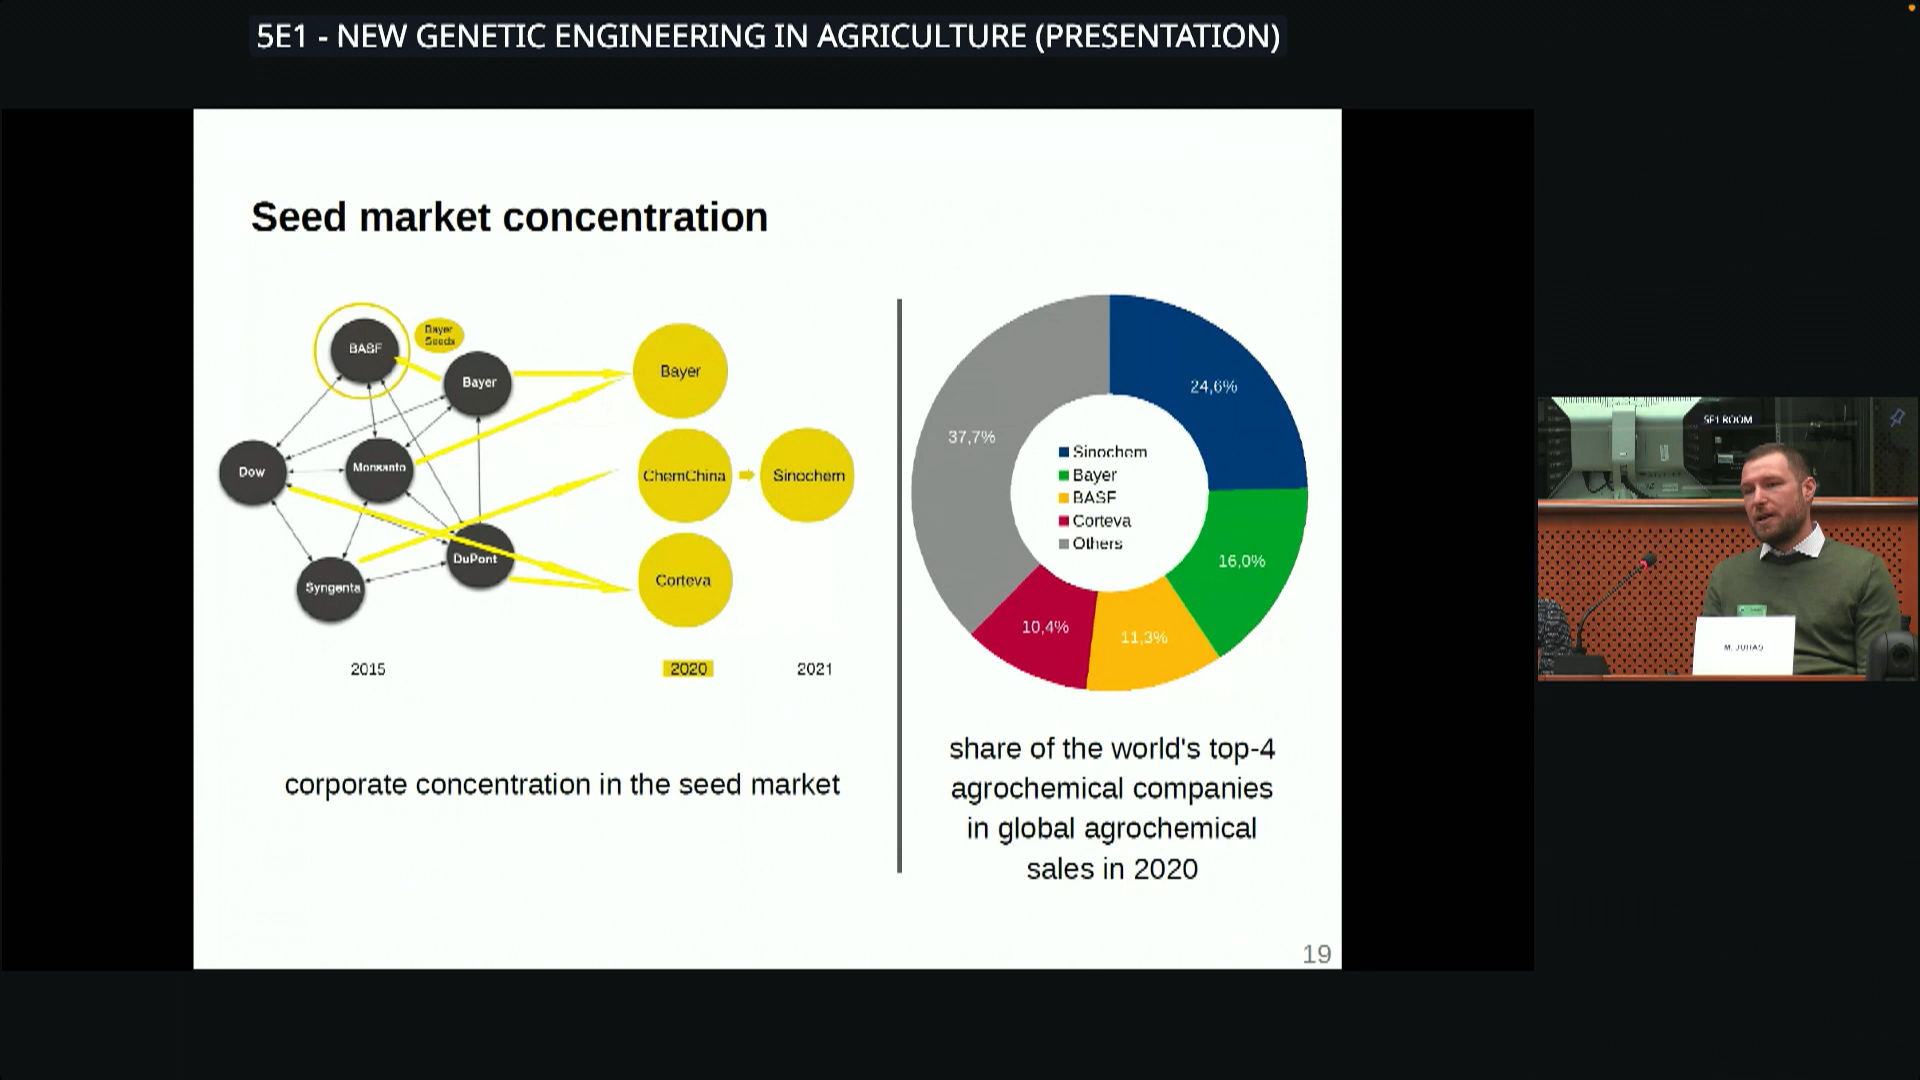 5E1 - NEW GENETIC ENGINEERING IN AGRICULTURE (PRESENTATION)
Seed market concentration
BASF
Bayer
Seeds
Bayer
Dow
Monsanto
Syngenta
DuPont
Bayer
ChemChina
Sinochem
Corteva
2015
2020
2021
corporate concentration in the seed market
24,6%
37,7%
16,0%
10,4%
11,3%
Sinochem
Bayer
BASF
Corteva
Others
share of the world's top-4
agrochemical companies
in global agrochemical
sales in 2020
19
5E1 ROOM
M. JUHAS